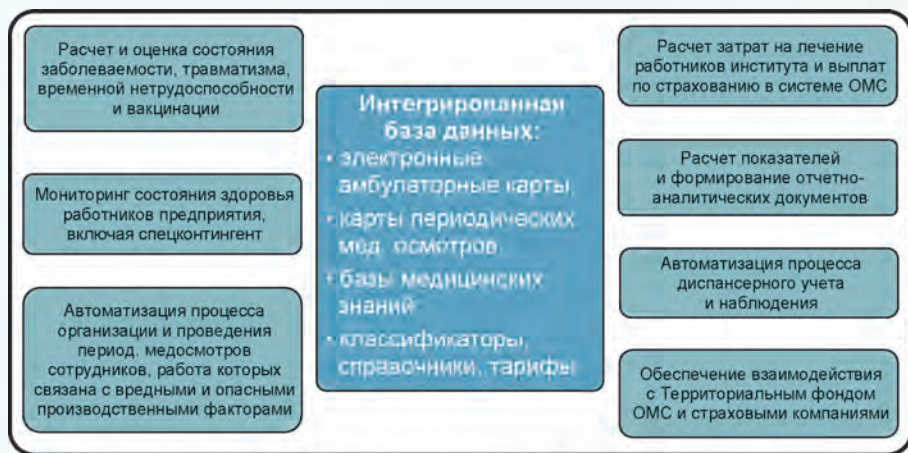 Расчет и оценка состояния
заболеваемости, травматизма,
временной нетрудоспособности
и вакцинации
Мониторинг состояния здоровья
работников предприятия,
включая спецконтингент
Автоматизация процесса
организации и проведения
период. медосмотров
сотрудников, работа которых
связана с вредными и опасными
производственными факторами
Интегрированная
база данных:
• электронные
амбулаторные карты,
• карты периодических
мед. осмотров
• базы медицинских
знаний
• классификаторы,
справочники, тарифы
Расчет затрат на лечение
работников института и выплат
по страхованию в системе ОМС
Расчет показателей
и формирование отчетно-
аналитических документов
Автоматизация процесса
диспансерного учета
и наблюдения
Обеспечение взаимодействия
с Территориальным фондом
ОМС и страховыми компаниями